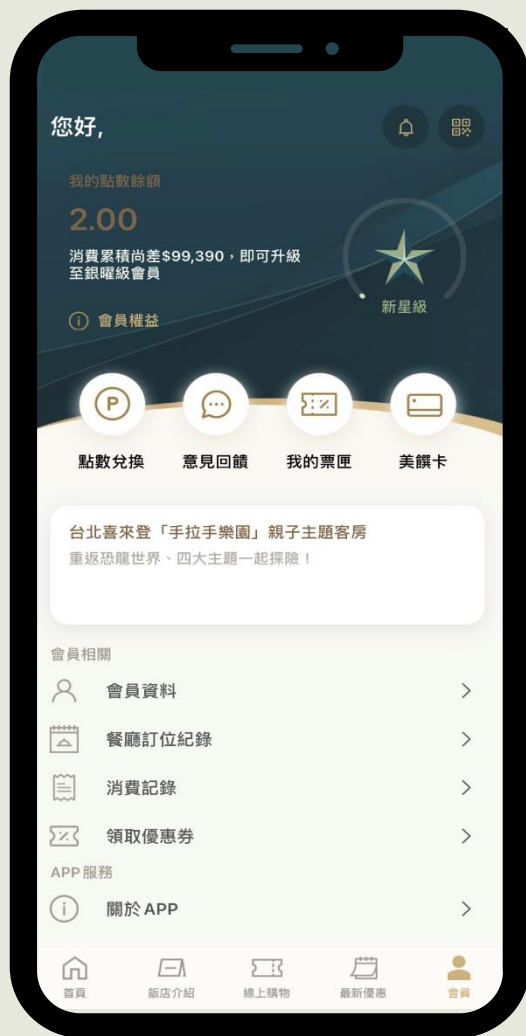 您好,
我的點數餘額
2.00
消費累積尚差$99,390，即可升級
至銀曜級會員
新星級
會員權益
點數兌換
意見回饋
我的票匣
美饌卡
台北喜來登「手拉手樂園」親子主題客房
重返恐龍世界、四大主題一起探險！
會員相關
會員資料
餐廳訂位紀錄
消費記錄
領取優惠券
APP服務
關於APP
首頁
飯店介紹
線上購物
最新優惠
會員